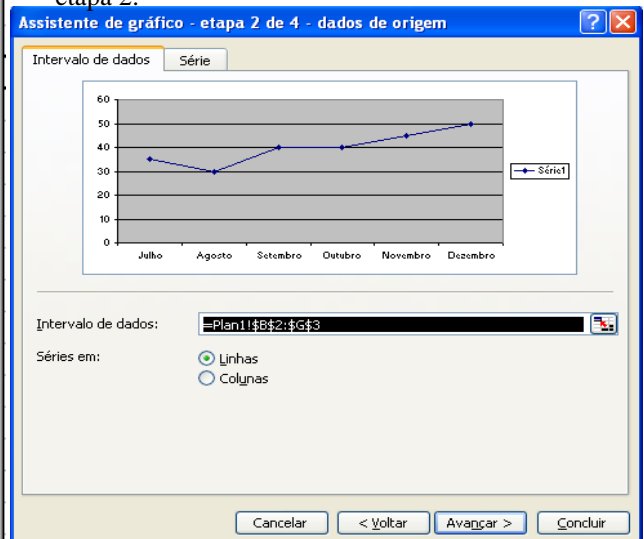 etapa 2.
Assistente de gráfico - etapa 2 de 4 - dados de origem
Intervalo de dados Série
60
50
40
30
20
10
0
Série1
Julho Agosto Setembro Outubro Novembro Dezembro
Intervalo de dados: =Plan1!$B$2:$G$3
Séries em: Linhas
Colunas
Cancelar < Voltar Avançar > Concluir